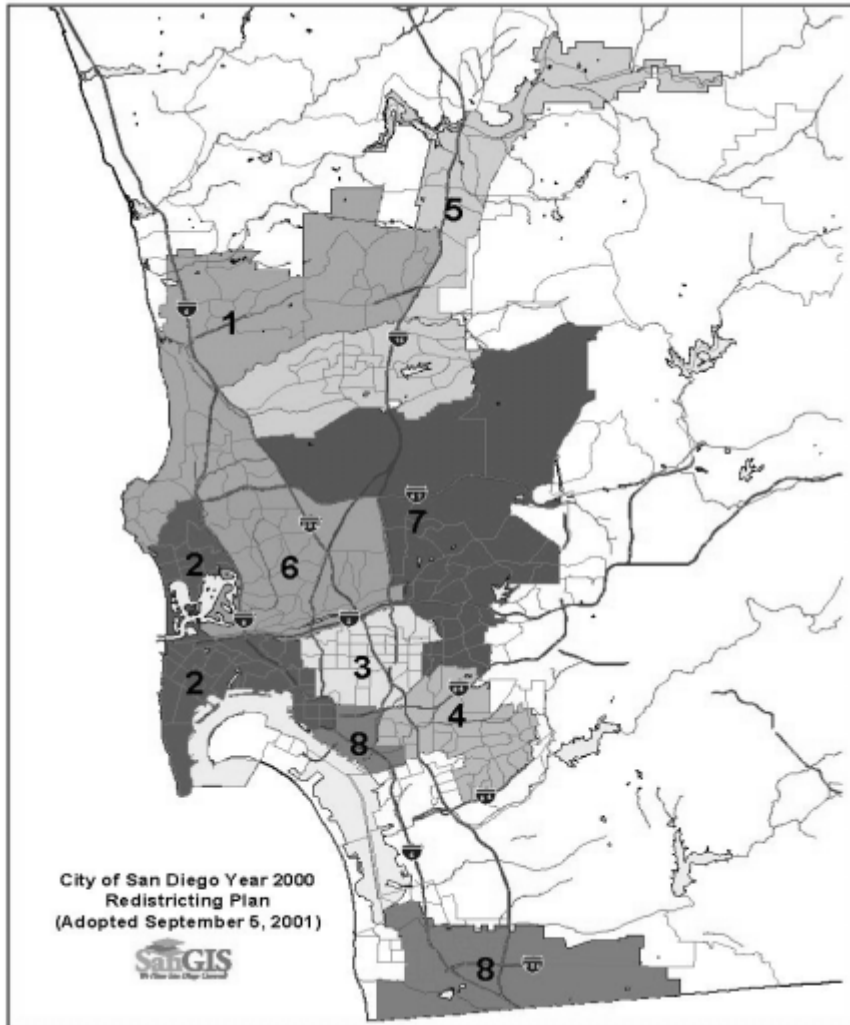 5
1
7
2
6
3
2
4
8
City of San Diego Year 2000
Redistricting Plan
(Adopted September 5, 2001)
SanGIS
8